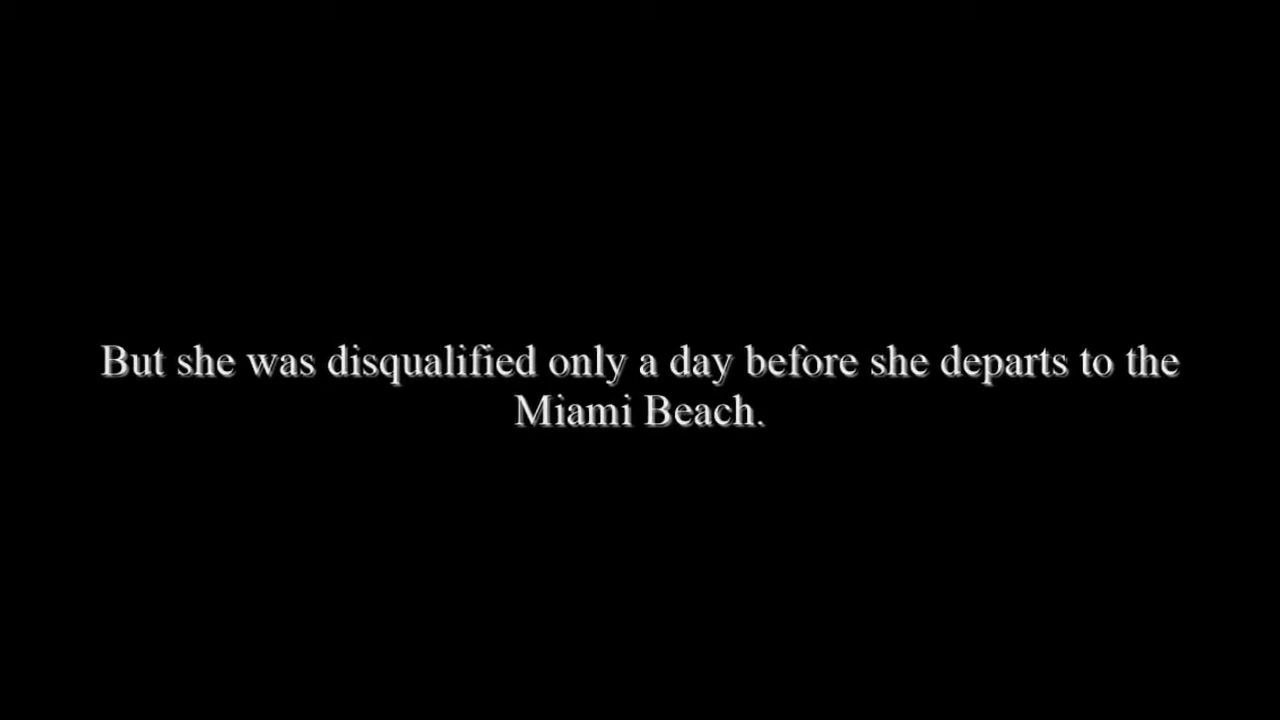 But she was disqualified only a day before she departs to the
Miami Beach.